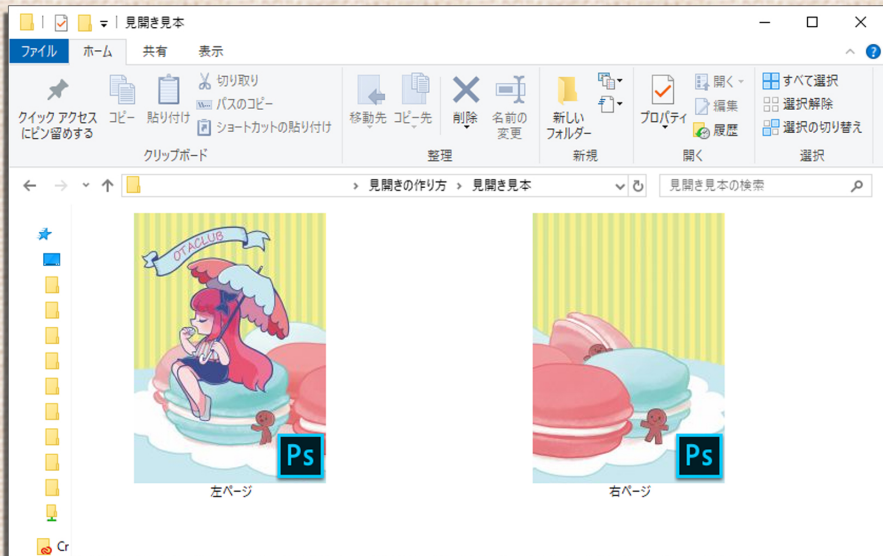 見開き見本
ファイル ホーム 共有 表示
クイック アクセス
にピン留めする
コピー
貼り付け
切り取り
パスのコピー
ショートカットの貼り付け
クリップボード
移動先
コピー先
削除
名前の
変更
整理
新しい
フォルダー
新規
プロパティ
開く
編集
履歴
開く
すべて選択
選択解除
選択の切り替え
選択
› 見開きの作り方 › 見開き見本
見開き見本の検索
OTACLUB
Ps
Ps
左ページ
右ページ
Cr